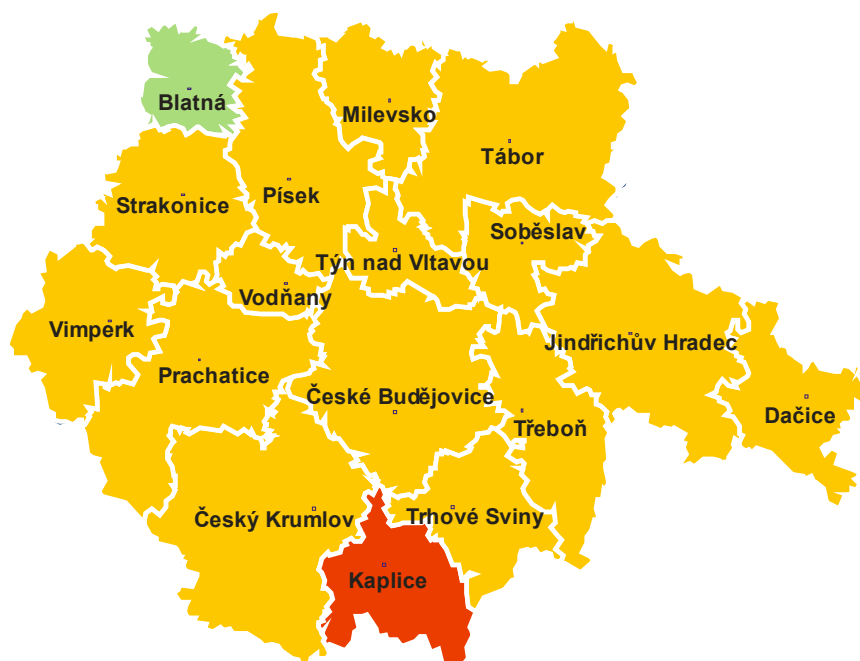 Blatná
Milevsko
Tábor
Písek
Strakonice
Soběslav
Týn nad Vltavou
Vodňany
Vimperk
Jindřichův Hradec
Prachatice
České Budějovice
Dačice
Třeboň
Český Krumlov
Trhové Sviny
Kaplice